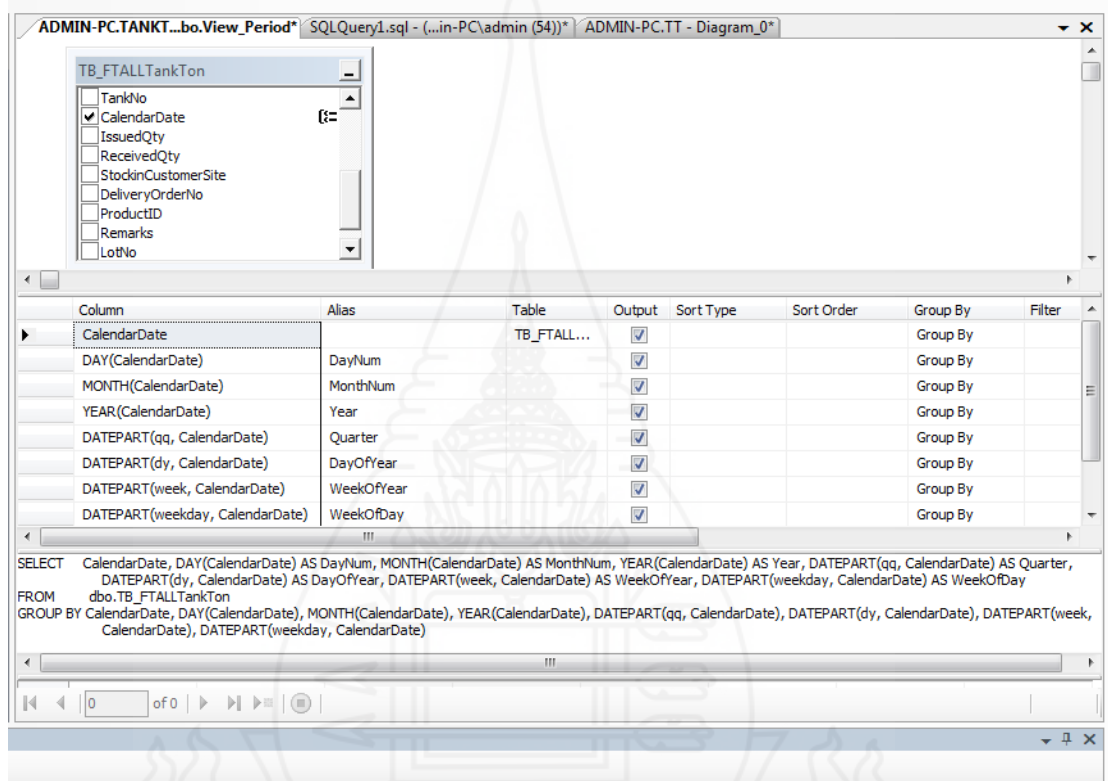 ADMIN-PC.TANKT...bo.View_Period* SQLQuery1.sql - (...in-PC\admin (54))* ADMIN-PC.TT - Diagram_0*
TB_FTALLTankTon
TankNo
CalendarDate
IssuedQty
ReceivedQty
StockinCustomerSite
DeliveryOrderNo
ProductID
Remarks
LotNo
Column Alias Table Output Sort Type Sort Order Group By Filter
CalendarDate TB_FTALL... Group By
DAY(CalendarDate) DayNum Group By
MONTH(CalendarDate) MonthNum Group By
YEAR(CalendarDate) Year Group By
DATEPART(qq, CalendarDate) Quarter Group By
DATEPART(dy, CalendarDate) DayOfYear Group By
DATEPART(week, CalendarDate) WeekOfYear Group By
DATEPART(weekday, CalendarDate) WeekOfDay Group By
SELECT CalendarDate, DAY(CalendarDate) AS DayNum, MONTH(CalendarDate) AS MonthNum, YEAR(CalendarDate) AS Year, DATEPART(qq, CalendarDate) AS Quarter,
DATEPART(dy, CalendarDate) AS DayOfYear, DATEPART(week, CalendarDate) AS WeekOfYear, DATEPART(weekday, CalendarDate) AS WeekOfDay
FROM dbo.TB_FTALLTankTon
GROUP BY CalendarDate, DAY(CalendarDate), MONTH(CalendarDate), YEAR(CalendarDate), DATEPART(qq, CalendarDate), DATEPART(dy, CalendarDate), DATEPART(week,
CalendarDate), DATEPART(weekday, CalendarDate)
0 of 0